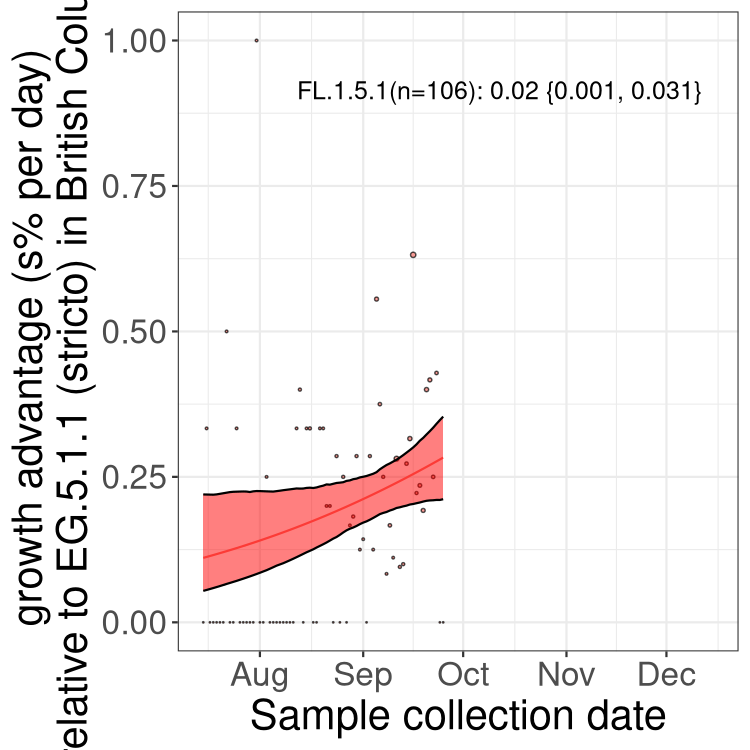 growth advantage (s% per day)
relative to EG.5.1.1 (stricto) in British Colu
1.00
0.75
0.50
0.25
0.00
FL.1.5.1(n=106): 0.02 {0.001, 0.031}
Aug Sep Oct Nov Dec
Sample collection date